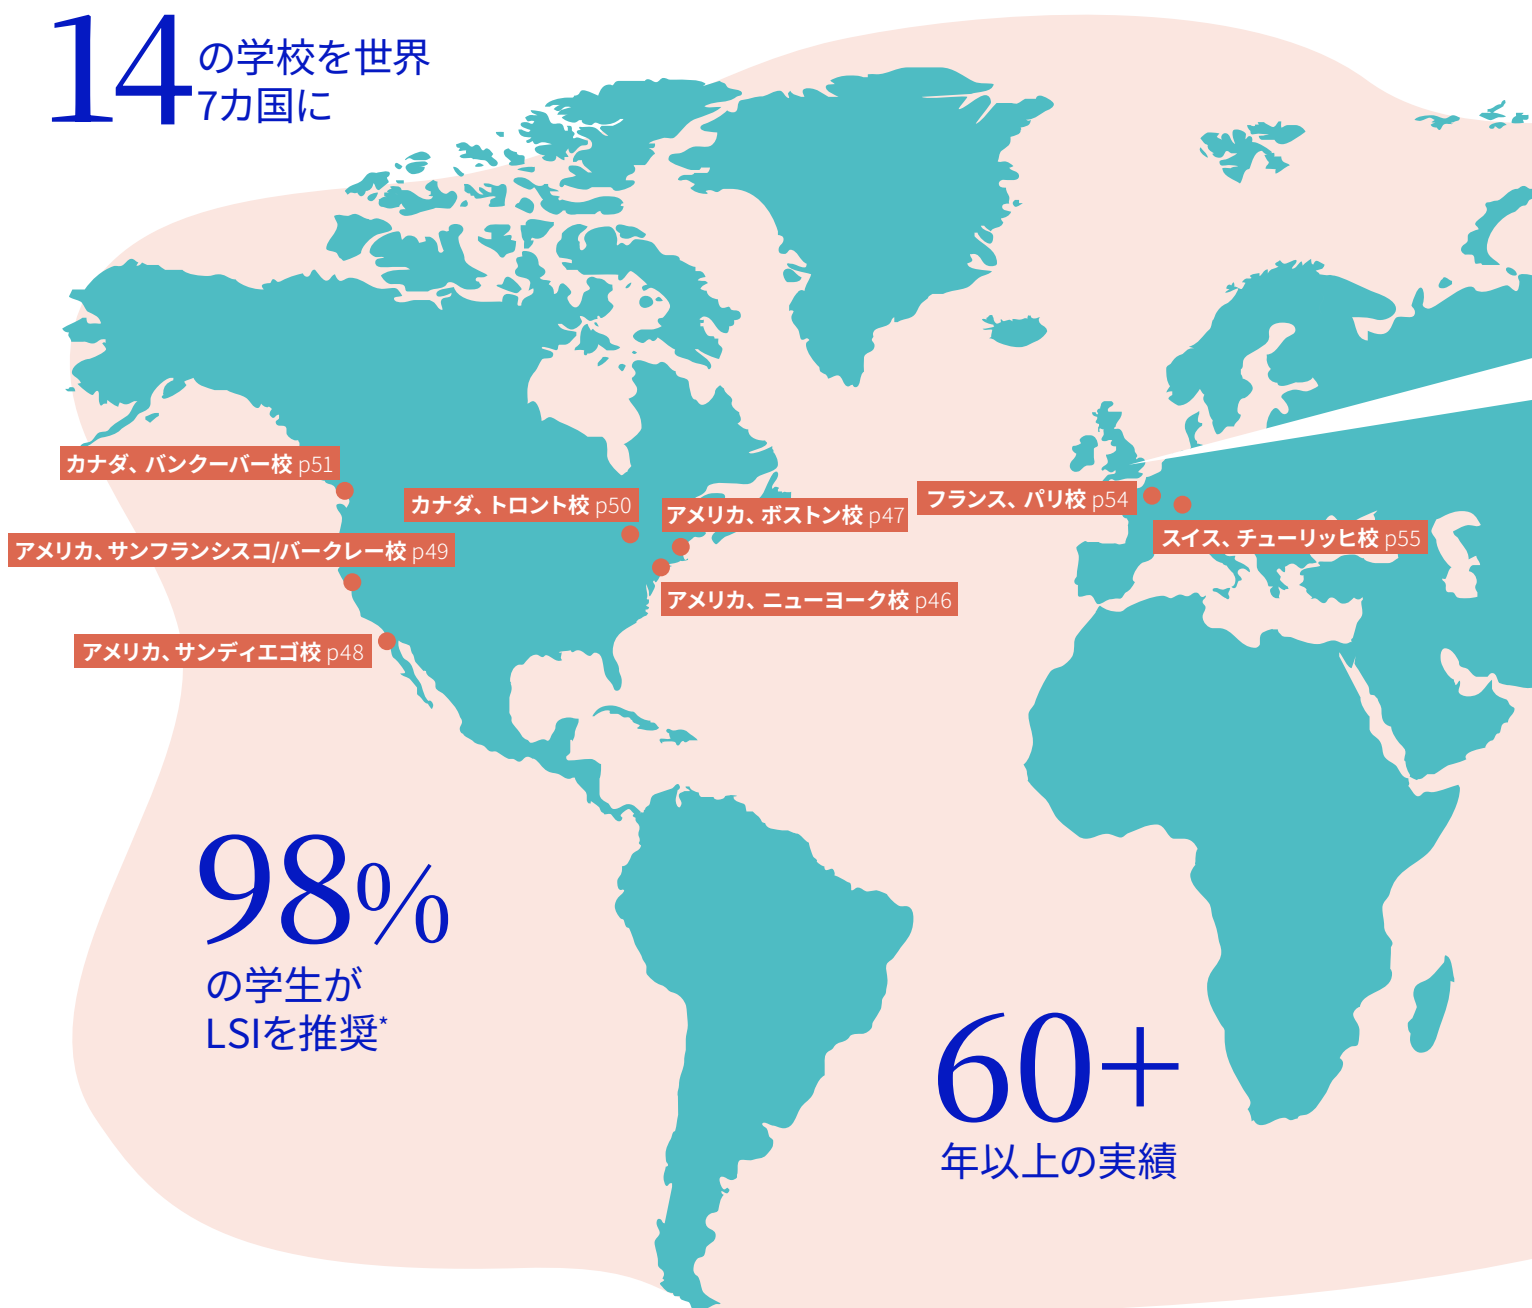 14
の学校を世界
7カ国に
カナダ、バンクーバー校 p51
カナダ、トロント校 p50
アメリカ、ボストン校 p47
フランス、パリ校 p54
スイス、チューリッヒ校 p55
アメリカ、サンフランシスコ/バークレー校 p49
アメリカ、ニューヨーク校 p46
アメリカ、サンディエゴ校 p48
98%
の学生が
LSIを推奨*
60+
年以上の実績